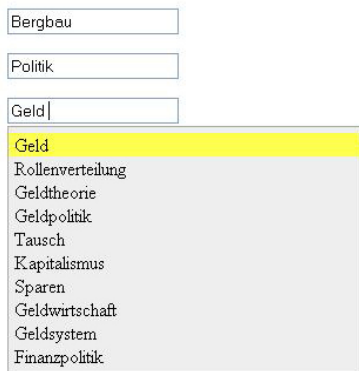 Bergbau
Politik
Geld
Geld
Rollenverteilung
Geldtheorie
Geldpolitik
Tausch
Kapitalismus
Sparen
Geldwirtschaft
Geldsystem
Finanzpolitik